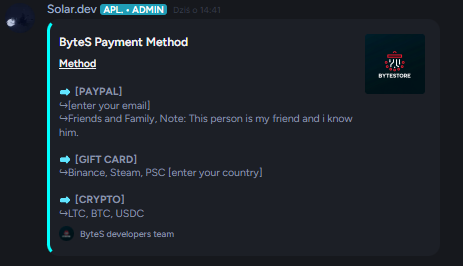 Solar.dev APL. • ADMIN Dziś o 14:41
ByteS Payment Method
Method
➡ [PAYPAL]
↪[enter your email]
↪Friends and Family, Note: This person is my friend and i know
him.
➡ [GIFT CARD]
↪Binance, Steam, PSC [enter your country]
➡ [CRYPTO]
↪LTC, BTC, USDC
ByteS developers team
BYTESTORE